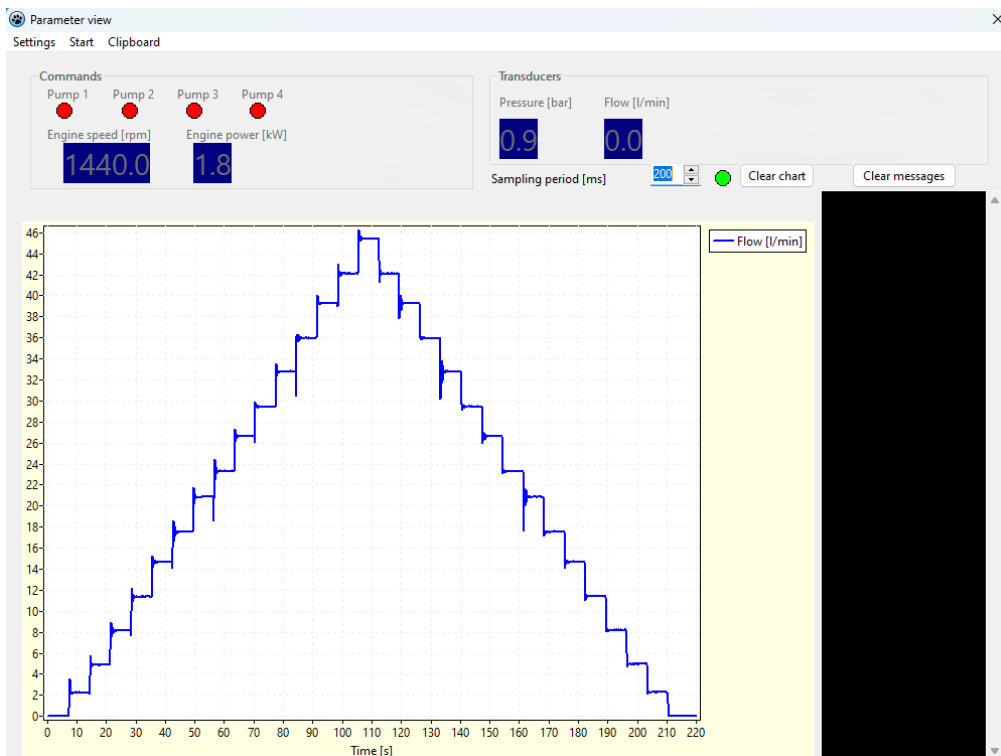 Parameter view
Settings Start Clipboard
Commands
Pump 1 Pump 2 Pump 3 Pump 4
Engine speed [rpm] Engine power [kW]
1440.0 1.8
Transducers
Pressure [bar] Flow [l/min]
0.9 0.0
Sampling period [ms] 200 Clear chart Clear messages
Flow [l/min]
46
44
42
40
38
36
34
32
30
28
26
24
22
20
18
16
14
12
10
8
6
4
2
0
0 10 20 30 40 50 60 70 80 90 100 110 120 130 140 150 160 170 180 190 200 210 220
Time [s]